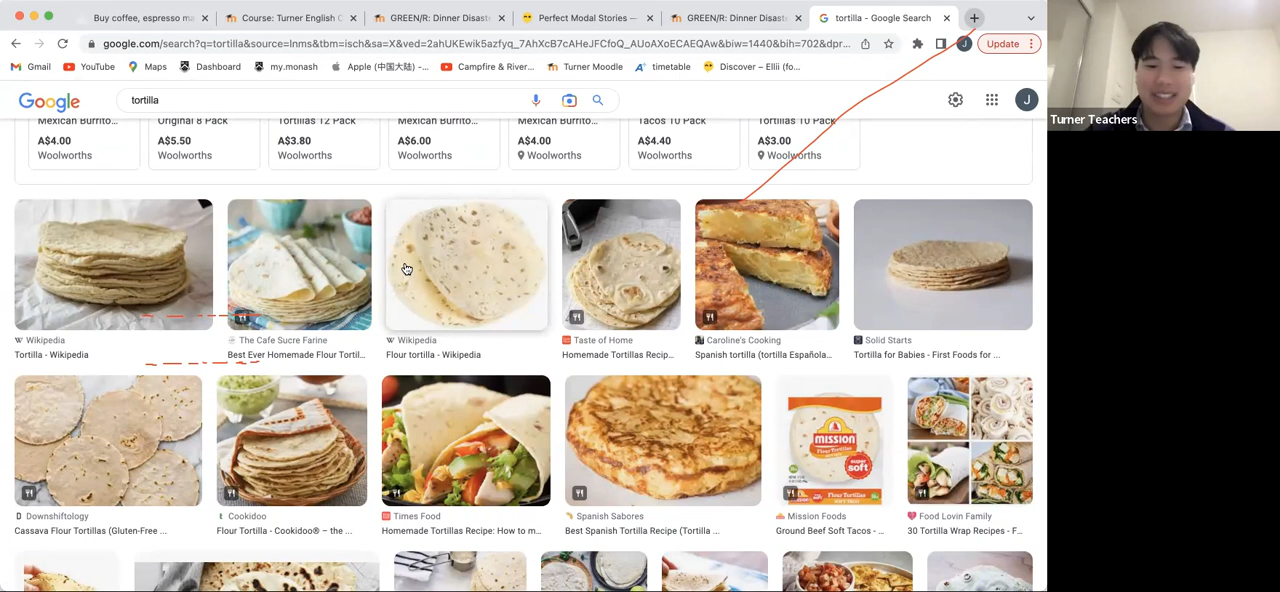 Buy coffee, espresso ma
Course: Turner English C
GREEN/R: Dinner Disast
Perfect Modal Stories —
GREEN/R: Dinner Disast
tortilla - Google Search
google.com/search?q=tortilla&source=lnms&tbm=isch&sa=X&ved=2ahUKEwik5azfyq_7AhXcB7cAHeJFCfoQ_AUoAXoECAEQAw&biw=1440&bih=702&dpr...
J
Update
Gmail
YouTube
Maps
Dashboard
my.monash
Apple (中国大陆) -...
Campfire & River...
Turner Moodle
timetable
Discover – Ellii (fo...
Turner Teachers
Google
tortilla
J
Mexican Burrito...
Original 8 Pack
Tortillas 12 Pack
Mexican Burrito...
Mexican Burrito...
Tacos 10 Pack
Tortillas 10 Pack
A$4.00
A$5.50
A$3.80
A$6.00
A$4.00
A$4.40
A$3.00
Woolworths
Woolworths
Woolworths
Woolworths
Woolworths
Woolworths
Woolworths
Wikipedia
The Cafe Sucre Farine
Wikipedia
Taste of Home
Caroline's Cooking
Solid Starts
Tortilla - Wikipedia
Best Ever Homemade Flour Tortil...
Flour tortilla - Wikipedia
Homemade Tortillas Recip...
Spanish tortilla (tortilla Española...
Tortilla for Babies - First Foods for ...
MISSION
Flour Tortillas
super
soft
Downshiftology
Cookidoo
Times Food
Spanish Sabores
Mission Foods
Food Lovin Family
Cassava Flour Tortillas (Gluten-Free ...
Flour Tortilla - Cookidoo® – the ...
Homemade Tortillas Recipe: How to m...
Best Spanish Tortilla Recipe (Tortilla ...
Ground Beef Soft Tacos - ...
30 Tortilla Wrap Recipes - F...